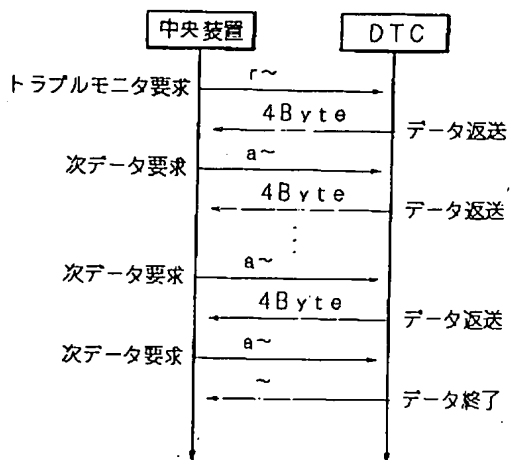 中央装置 DTC
トラブルモニタ要求 r~
4Byte データ返送
次データ要求 a~
4Byte データ返送
次データ要求 a~
4Byte データ返送
次データ要求 a~
~ データ終了